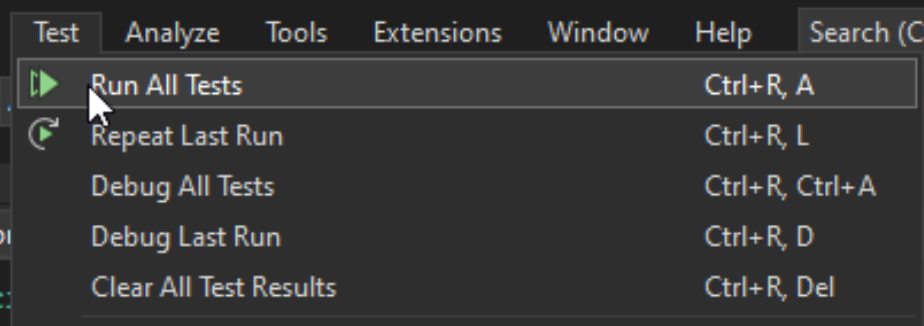 Test Analyze Tools Extensions Window Help Search (C
Run All Tests Ctrl+R, A
Repeat Last Run Ctrl+R, L
Debug All Tests Ctrl+R, Ctrl+A
Debug Last Run Ctrl+R, D
Clear All Test Results Ctrl+R, Del